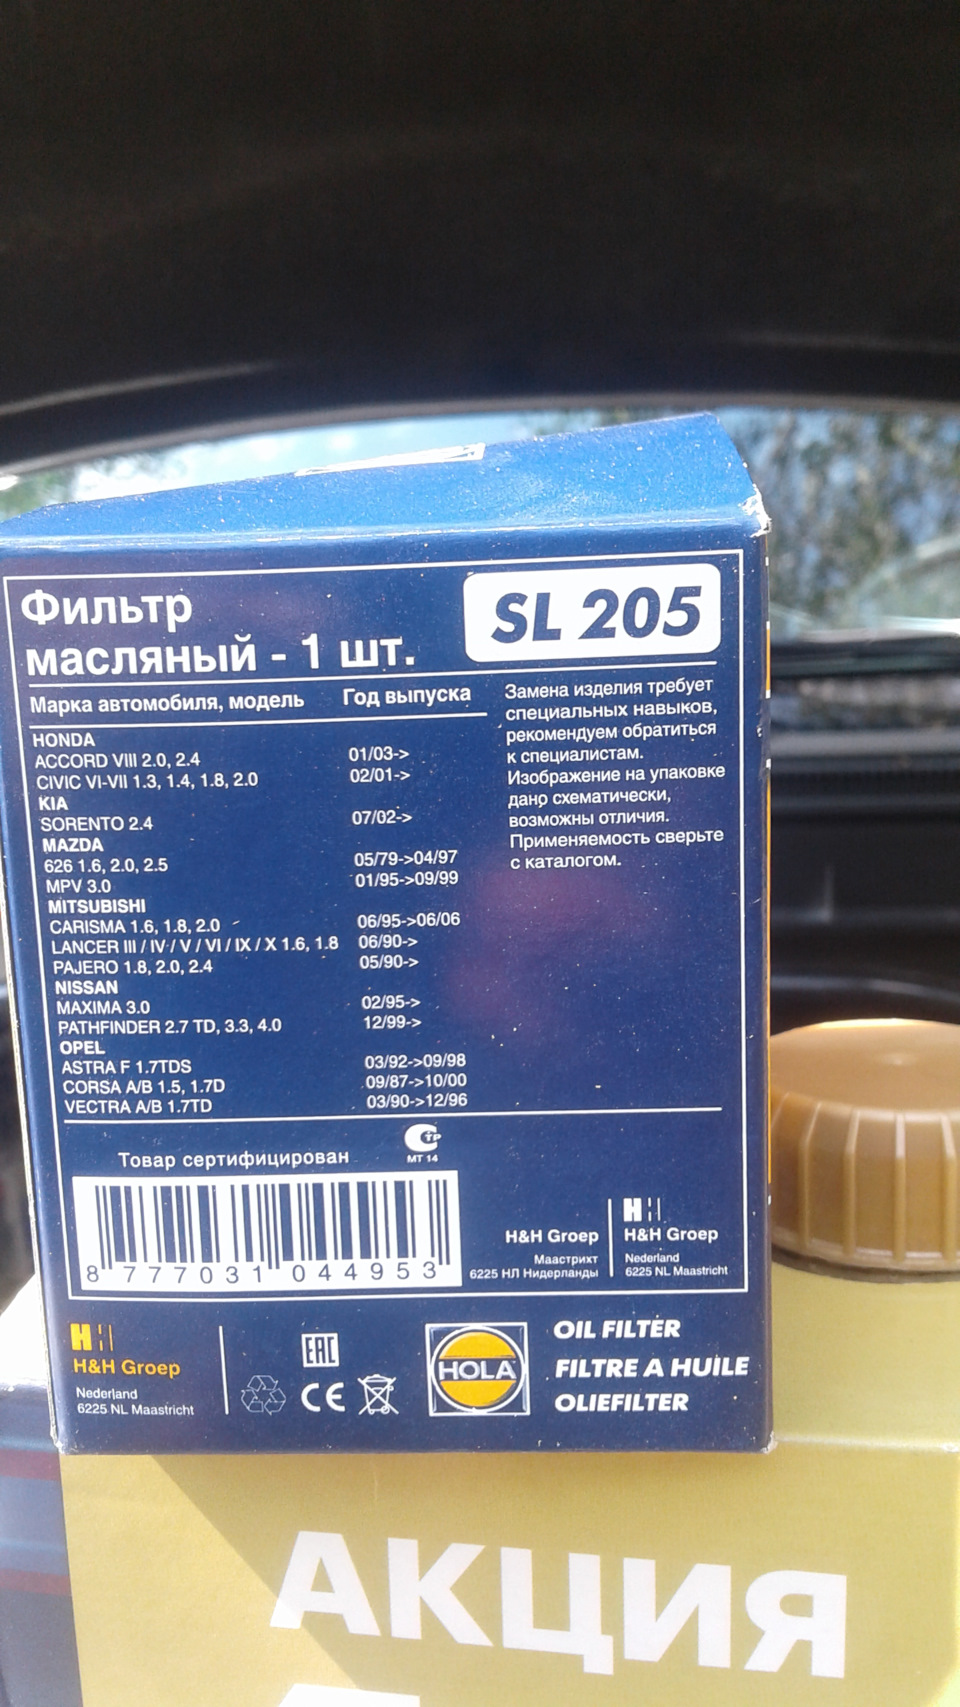 Фильтр
масляный - 1 шт.
SL 205
Марка автомобиля, модель Год выпуска
HONDA
ACCORD VIII 2.0, 2.4 01/03->
CIVIC VI-VII 1.3, 1.4, 1.8, 2.0 02/01->
KIA
SORENTO 2.4 07/02->
MAZDA
626 1.6, 2.0, 2.5 05/79->04/97
MPV 3.0 01/95->09/99
MITSUBISHI
CARISMA 1.6, 1.8, 2.0 06/95->06/06
LANCER III / IV / V / VI / IX / X 1.6, 1.8 06/90->
PAJERO 1.8, 2.0, 2.4 05/90->
NISSAN
MAXIMA 3.0 02/95->
PATHFINDER 2.7 TD, 3.3, 4.0 12/99->
OPEL
ASTRA F 1.7TDS 03/92->09/98
CORSA A/B 1.5, 1.7D 09/87->10/00
VECTRA A/B 1.7TD 03/90->12/96
Замена изделия требует
специальных навыков,
рекомендуем обратиться
к специалистам.
Изображение на упаковке
дано схематически,
возможны отличия.
Применяемость сверьте
с каталогом.
Товар сертифицирован
СТР
МТ 14
8 777031 044953
H&H Groep
Маастрихт
6225 НЛ Нидерланды
H&H Groep
Nederland
6225 NL Maastricht
H&H Groep
Nederland
6225 NL Maastricht
EAC
CE
HOLA
OIL FILTER
FILTRE A HUILE
OLIEFILTER
АКЦИЯ